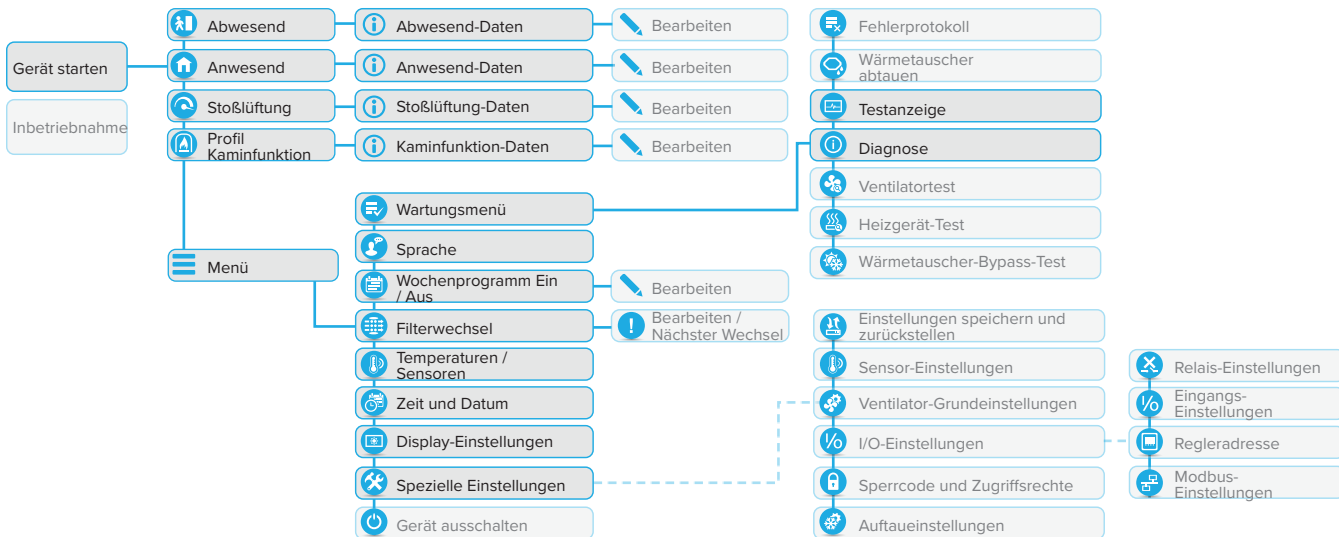 Gerät starten
Inbetriebnahme
Abwesend
Abwesend-Daten
Bearbeiten
Anwesend
Anwesend-Daten
Bearbeiten
Stoßlüftung
Stoßlüftung-Daten
Bearbeiten
Profil
Kaminfunktion
Kaminfunktion-Daten
Bearbeiten
Menü
Wartungsmenü
Sprache
Wochenprogramm Ein
/ Aus
Bearbeiten
Filterwechsel
Bearbeiten /
Nächster Wechsel
Temperaturen /
Sensoren
Zeit und Datum
Display-Einstellungen
Spezielle Einstellungen
Gerät ausschalten
Fehlerprotokoll
Wärmetauscher
abtauen
Testanzeige
Diagnose
Ventilatortest
Heizgerät-Test
Wärmetauscher-Bypass-Test
Einstellungen speichern und
zurückstellen
Sensor-Einstellungen
Ventilator-Grundeinstellungen
I/O-Einstellungen
Sperrcode und Zugriffsrechte
Auftaueinstellungen
Relais-Einstellungen
Eingangs-
Einstellungen
Regleradresse
Modbus-
Einstellungen